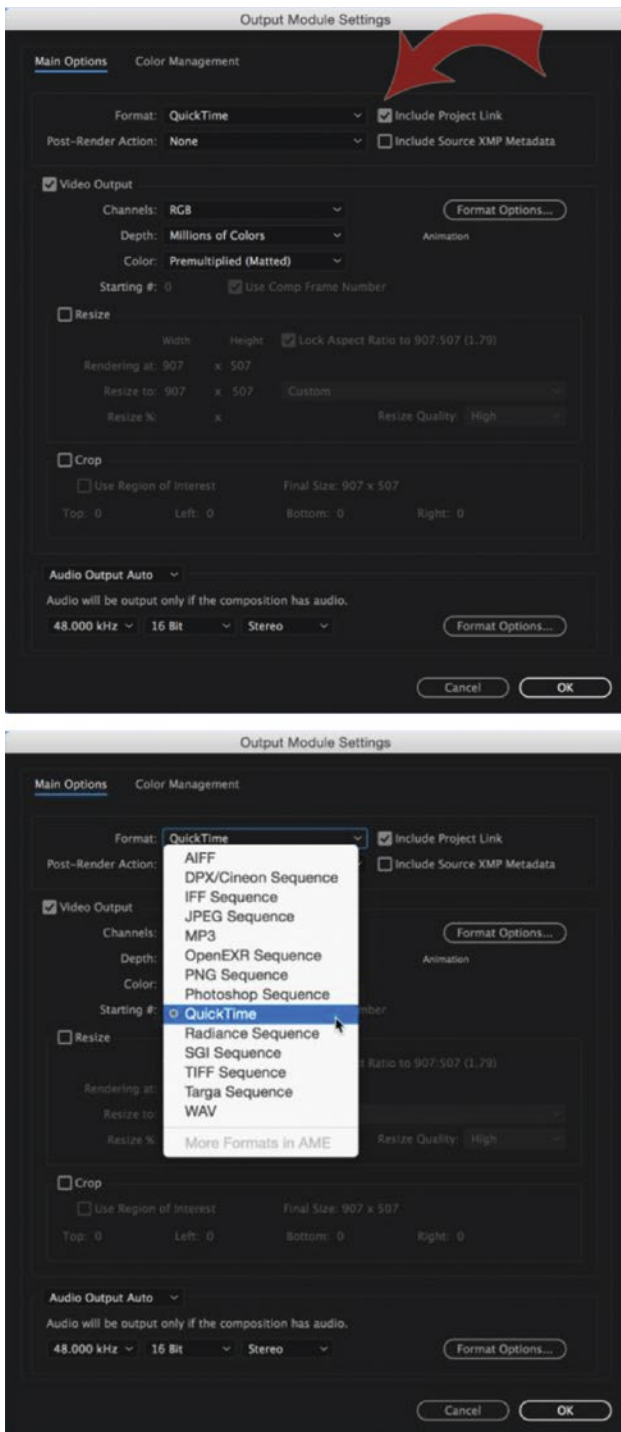 Output Module Settings
Main Options Color Management
Format: QuickTime Include Project Link
Post-Render Action: None Include Source XMP Metadata
Video Output
Channels: RGB Format Options...
Depth: Millions of Colors Animation
Color: Premultiplied (Matted)
Starting #: 0 Use Comp Frame Number
Resize
Width Height Lock Aspect Ratio to 907:507 (1.79)
Rendering at: 907 x 507
Resize to: 907 x 507 Custom
Resize %: x Resize Quality: High
Crop
Use Region of Interest Final Size: 907 x 507
Top: 0 Left: 0 Bottom: 0 Right: 0
Audio Output Auto
Audio will be output only if the composition has audio.
48.000 kHz 16 Bit Stereo Format Options...
Cancel OK
Output Module Settings
Main Options Color Management
Format: QuickTime Include Project Link
Post-Render Action: Include Source XMP Metadata
AIFF
DPX/Cineon Sequence
IFF Sequence
JPEG Sequence
MP3
OpenEXR Sequence
PNG Sequence
Photoshop Sequence
QuickTime
Radiance Sequence
SGI Sequence
TIFF Sequence
Targa Sequence
WAV
More Formats in AME
Video Output
Channels: Format Options...
Depth: Animation
Color:
Starting #: mber
Resize
t Ratio to 907:507 (1.79)
Rendering at:
Resize to:
Resize % Resize Quality: High
Crop
Use Region of Interest Final Size: 907 x 507
Top: 0 Left: 0 Bottom: 0 Right: 0
Audio Output Auto
Audio will be output only if the composition has audio.
48.000 kHz 16 Bit Stereo Format Options...
Cancel OK